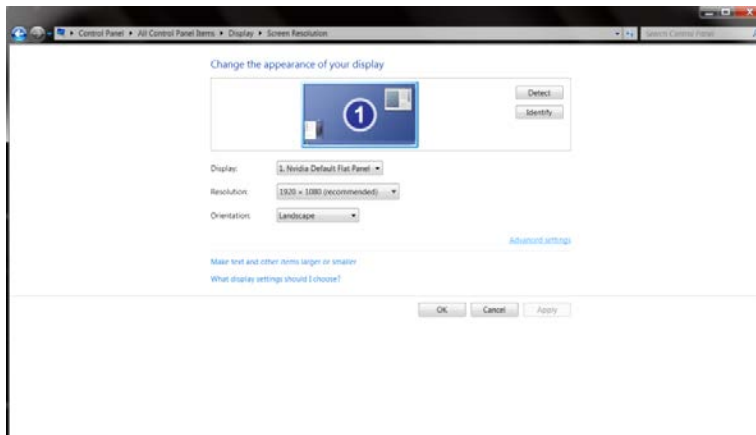 Control Panel ▸ All Control Panel Items ▸ Display ▸ Screen Resolution
Search Control Panel
Change the appearance of your display
1
Detect
Identify
Display: 1. Nvidia Default Flat Panel
Resolution: 1920 × 1080 (recommended)
Orientation: Landscape
Advanced settings
Make text and other items larger or smaller
What display settings should I choose?
OK Cancel Apply